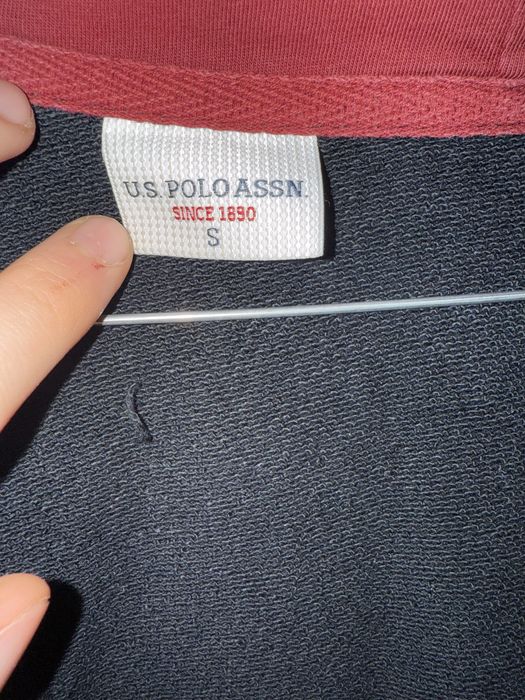 U.S. POLO ASSN.
SINCE 1890
S